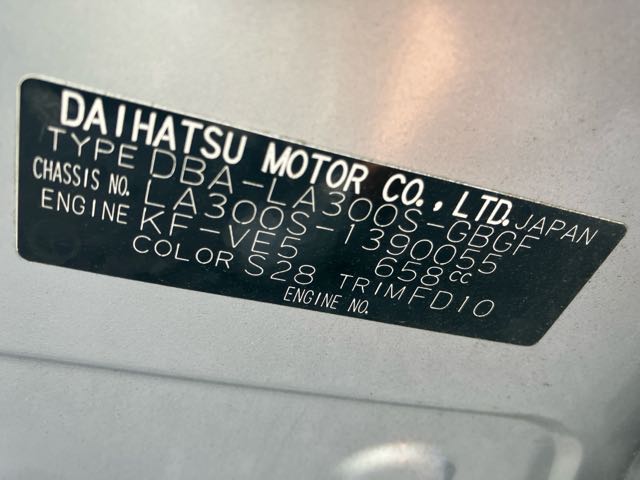 DAIHATSU MOTOR CO., LTD. JAPAN
TYPE DBA-LA300S-GBGF
CHASSIS NO. LA300S-1390055
ENGINE KF-VE5 658cc
COLOR S28 TRIM FD10
ENGINE NO.